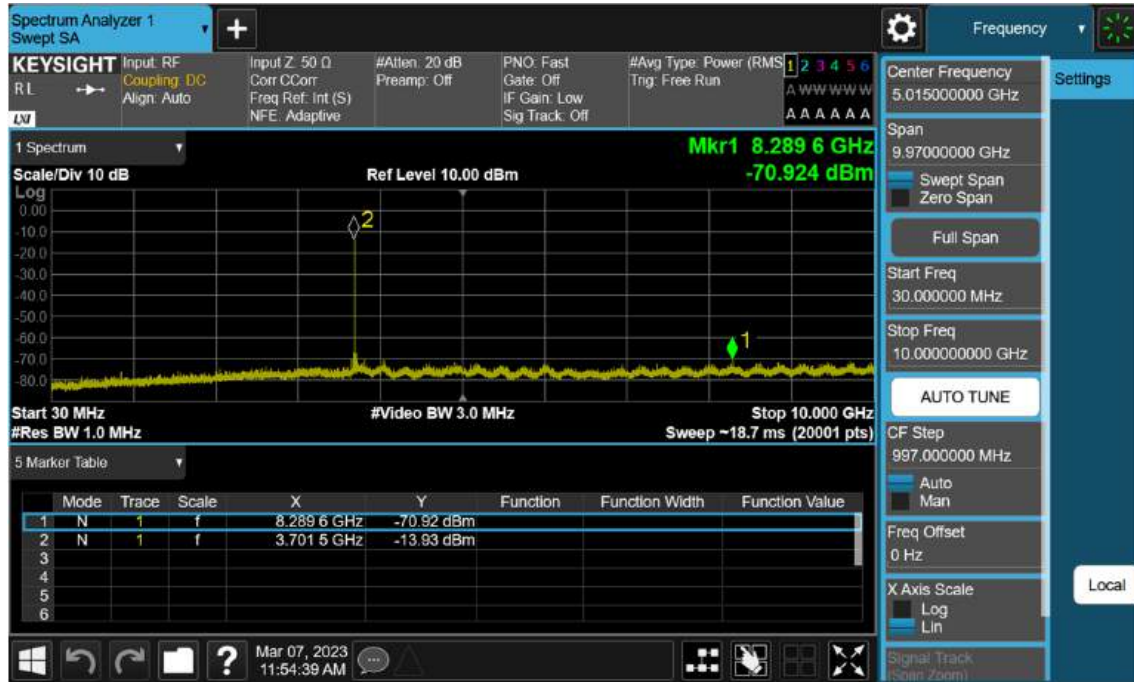 Spectrum Analyzer 1
Swept SA
Frequency
KEYSIGHT
RL
LXI
Input: RF
Coupling: DC
Align: Auto
Input Z: 50 Ω
Corr CCorr
Freq Ref: Int (S)
NFE: Adaptive
#Atten: 20 dB
Preamp: Off
PNO: Fast
Gate: Off
IF Gain: Low
Sig Track: Off
#Avg Type: Power (RMS
Trig: Free Run
1 2 3 4 5 6
A W W W W W
A A A A A A
1 Spectrum
Mkr1 8.289 6 GHz
Scale/Div 10 dB
Ref Level 10.00 dBm
-70.924 dBm
Log
0.00
-10.0
-20.0
-30.0
-40.0
-50.0
-60.0
-70.0
-80.0
2
1
Start 30 MHz
#Video BW 3.0 MHz
Stop 10.000 GHz
#Res BW 1.0 MHz
Sweep ~18.7 ms (20001 pts)
5 Marker Table
Mode Trace Scale X Y Function Function Width Function Value
1 N 1 f 8.289 6 GHz -70.92 dBm
2 N 1 f 3.701 5 GHz -13.93 dBm
3
4
5
6
Mar 07, 2023
11:54:39 AM
Center Frequency
5.015000000 GHz
Span
9.97000000 GHz
Swept Span
Zero Span
Full Span
Start Freq
30.000000 MHz
Stop Freq
10.000000000 GHz
AUTO TUNE
CF Step
997.000000 MHz
Auto
Man
Freq Offset
0 Hz
X Axis Scale
Log
Lin
Signal Track
(Span Zoom)
Settings
Local